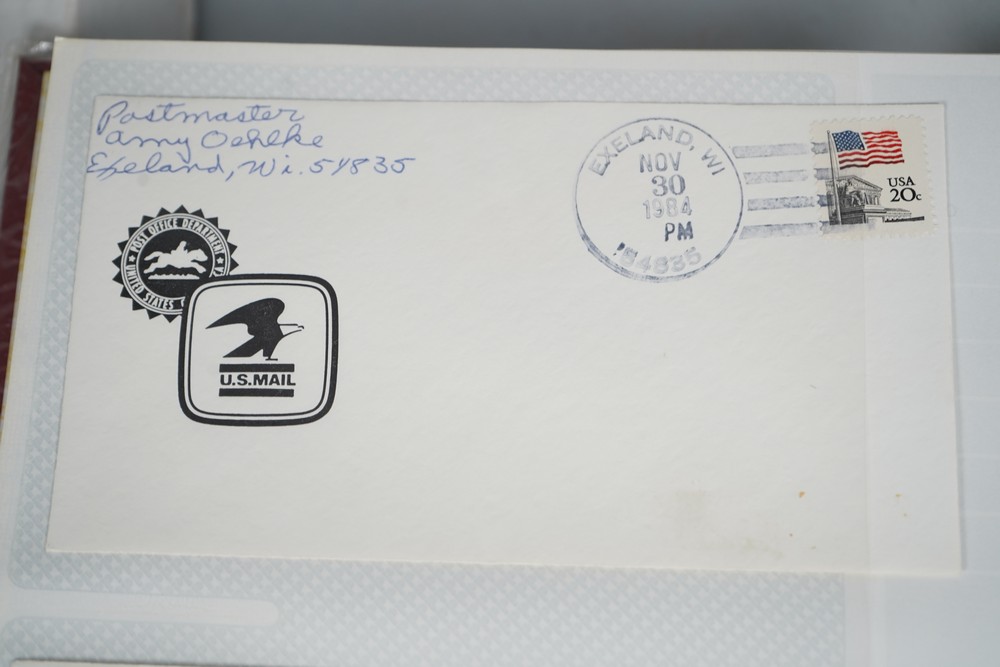 Postmaster
Amy Oehlke
Exeland, Wi. 54835
EXELAND, WI
NOV
30
1984
PM
54835
USA
20c
POST OFFICE DEPARTMENT
UNITED STATES
U.S.MAIL